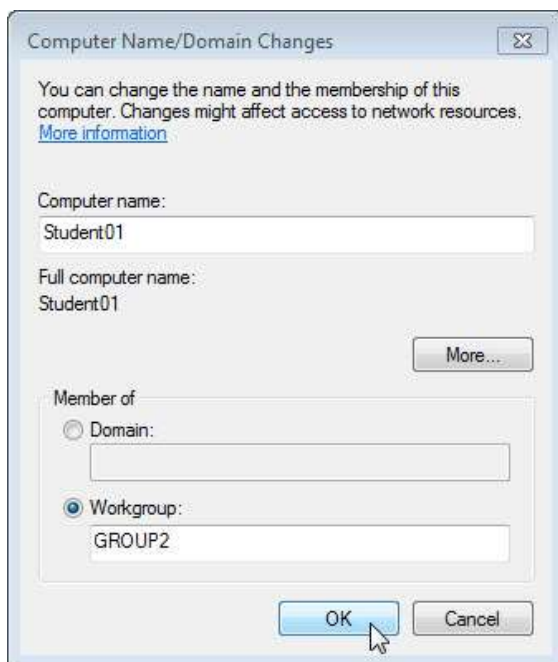 Computer Name/Domain Changes
You can change the name and the membership of this
computer. Changes might affect access to network resources.
More information
Computer name:
Student01
Full computer name:
Student01
More...
Member of
Domain:
Workgroup:
GROUP2
OK
Cancel